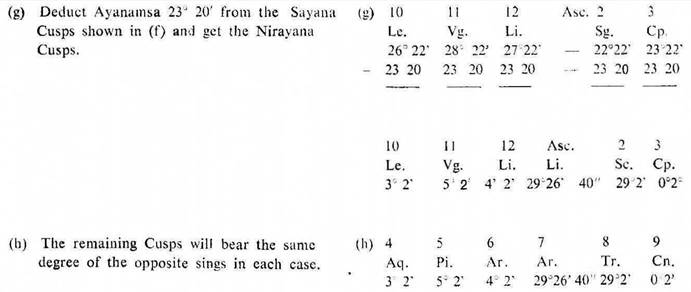 (g) Deduct Ayanamsa 23° 20′ from the Sayana (g) 10 11 12 Asc. 2 3
Cusps shown in (f) and get the Nirayana Le. Vg. Li. Sg. Cp.
Cusps. 26° 22′ 28° 22′ 27°22′ — 22°22′ 23°22′
− 23 20 23 20 23 20 — 23 20 23 20
10 11 12 Asc. 2 3
Le. Vg. Li. Li. Sc. Cp.
3° 2′ 5° 2′ 4° 2′ 29°26′ 40″ 29°2′ 0°2′
(h) The remaining Cusps will bear the same (h) 4 5 6 7 8 9
degree of the opposite sings in each case. Aq. Pi. Ar. Ar. Tr. Cn.
3° 2′ 5° 2′ 4° 2′ 29°26′ 40″ 29°2′ 0°2′